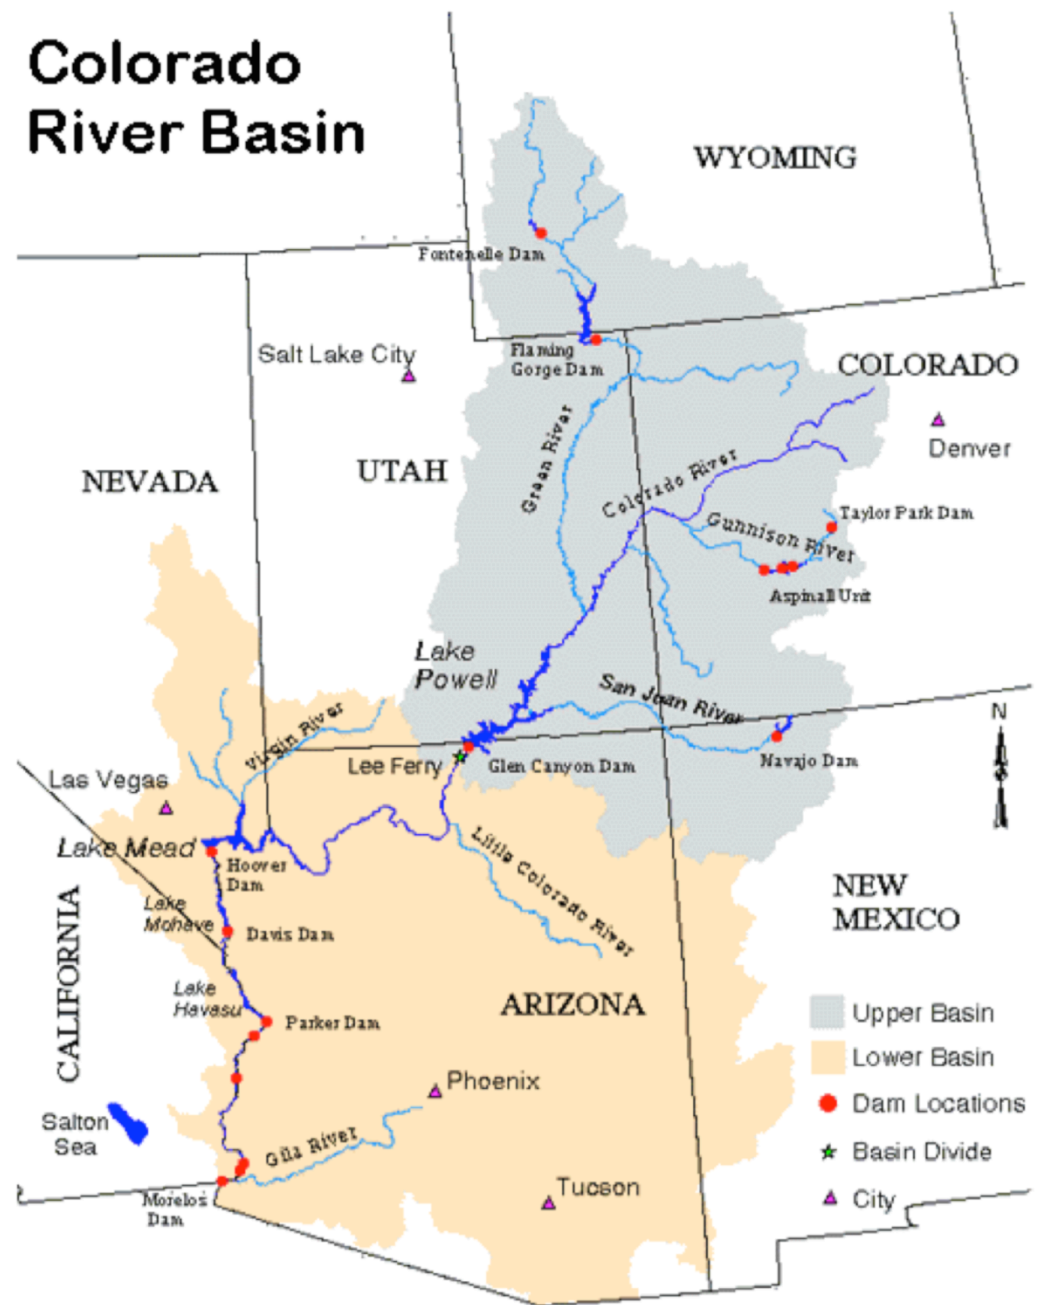 Colorado
River Basin
WYOMING
Fontenelle Dam
Salt Lake City
Flaming
Gorge Dam
COLORADO
Denver
NEVADA
UTAH
Green River
Colorado River
Taylor Park Dam
Gunnison River
Aspinall Unit
Lake
Powell
San Juan River
N
Virgin River
Lee Ferry
Glen Canyon Dam
Navajo Dam
Las Vegas
Lake Mead
Hoover
Dam
Little Colorado River
Lake
Mohave
Davis Dam
NEW
MEXICO
CALIFORNIA
Lake
Havasu
Parker Dam
ARIZONA
Upper Basin
Lower Basin
Phoenix
Dam Locations
Salton
Sea
Gila River
Basin Divide
Tucson
City
Morelos
Dam